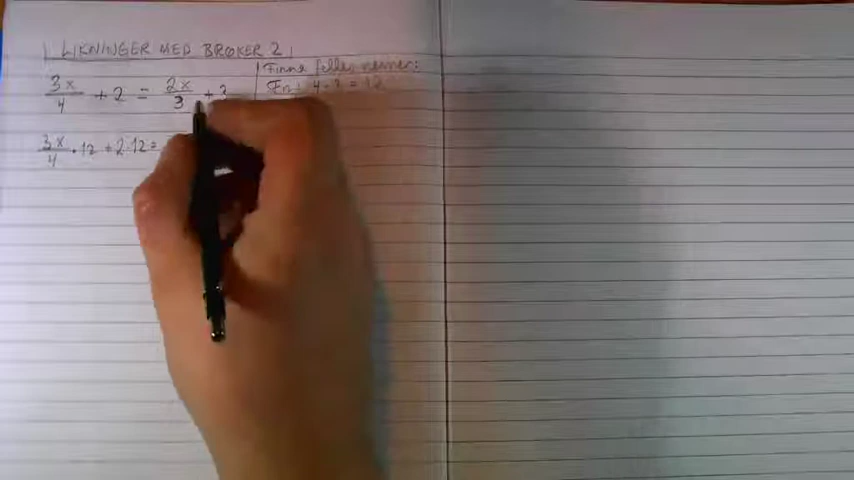 LIKNINGER MED BRØKER 2
Finne felles nevner:
3x/4 + 2 = 2x/3 + 3
Fn: 4·3 = 12
3x/4 · 12 + 2·12 =